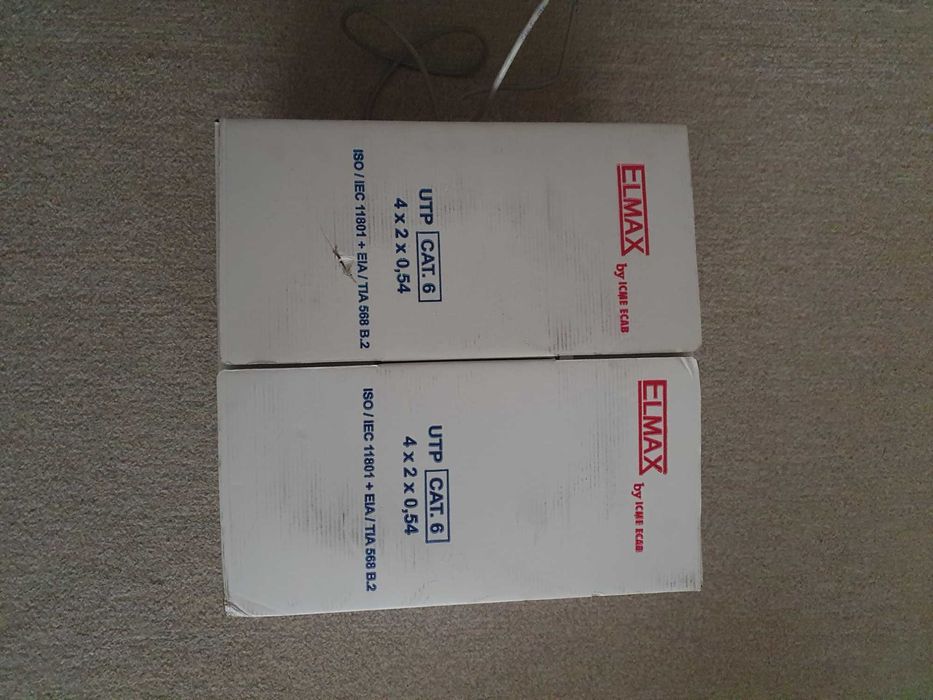 ELMAX
by ICME ECAB
UTP CAT. 6
4 x 2 x 0,54
ISO / IEC 11801 + EIA / TIA 568 B.2
ELMAX
by ICME ECAB
UTP CAT. 6
4 x 2 x 0,54
ISO / IEC 11801 + EIA / TIA 568 B.2